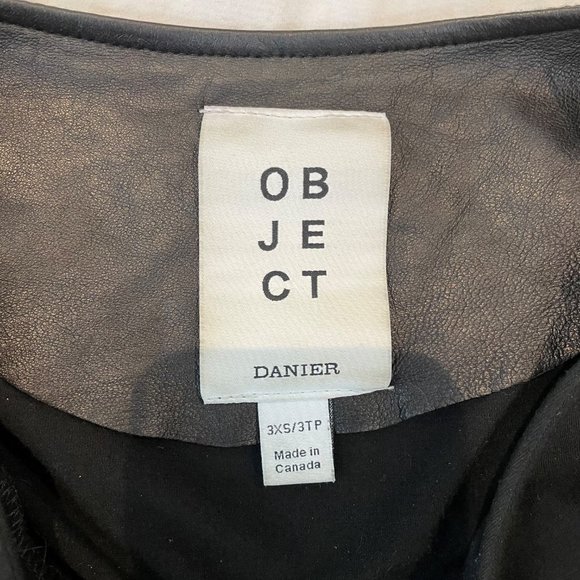 OB
JE
CT
DANIER
3XS/3TP
Made in
Canada